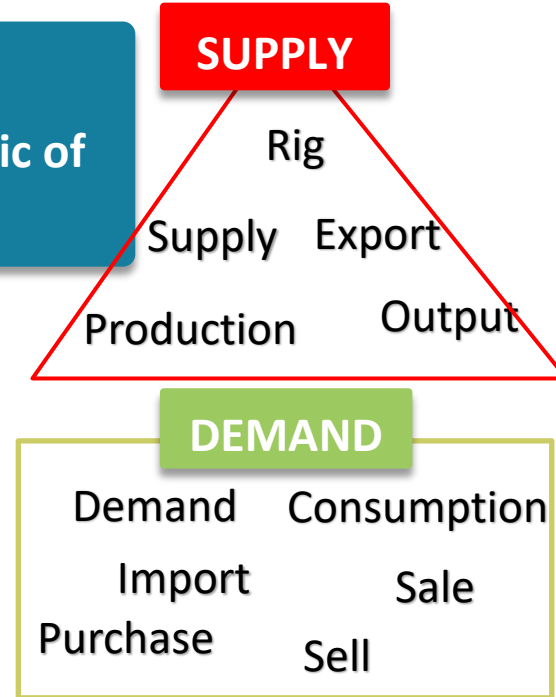 SUPPLY
ic of
Rig
Supply Export
Production Output
DEMAND
Demand Consumption
Import Sale
Purchase Sell